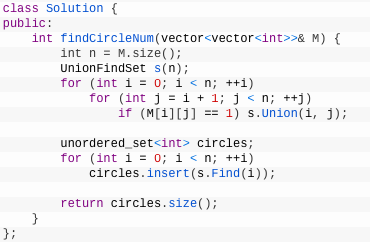 class Solution {
public:
    int findCircleNum(vector<vector<int>>& M) {
        int n = M.size();
        UnionFindSet s(n);
        for (int i = 0; i < n; ++i)
            for (int j = i + 1; j < n; ++j)
                if (M[i][j] == 1) s.Union(i, j);

        unordered_set<int> circles;
        for (int i = 0; i < n; ++i)
            circles.insert(s.Find(i));

        return circles.size();
    }
};